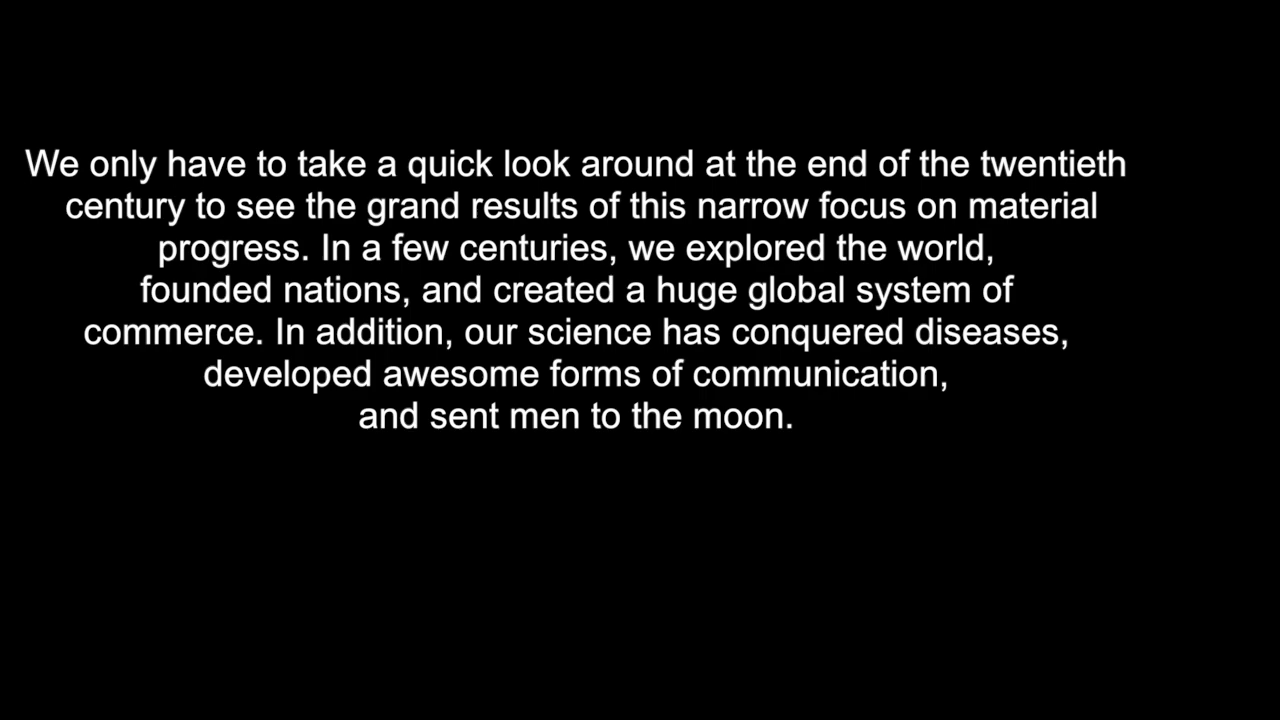 We only have to take a quick look around at the end of the twentieth
century to see the grand results of this narrow focus on material
progress. In a few centuries, we explored the world,
founded nations, and created a huge global system of
commerce. In addition, our science has conquered diseases,
developed awesome forms of communication,
and sent men to the moon.